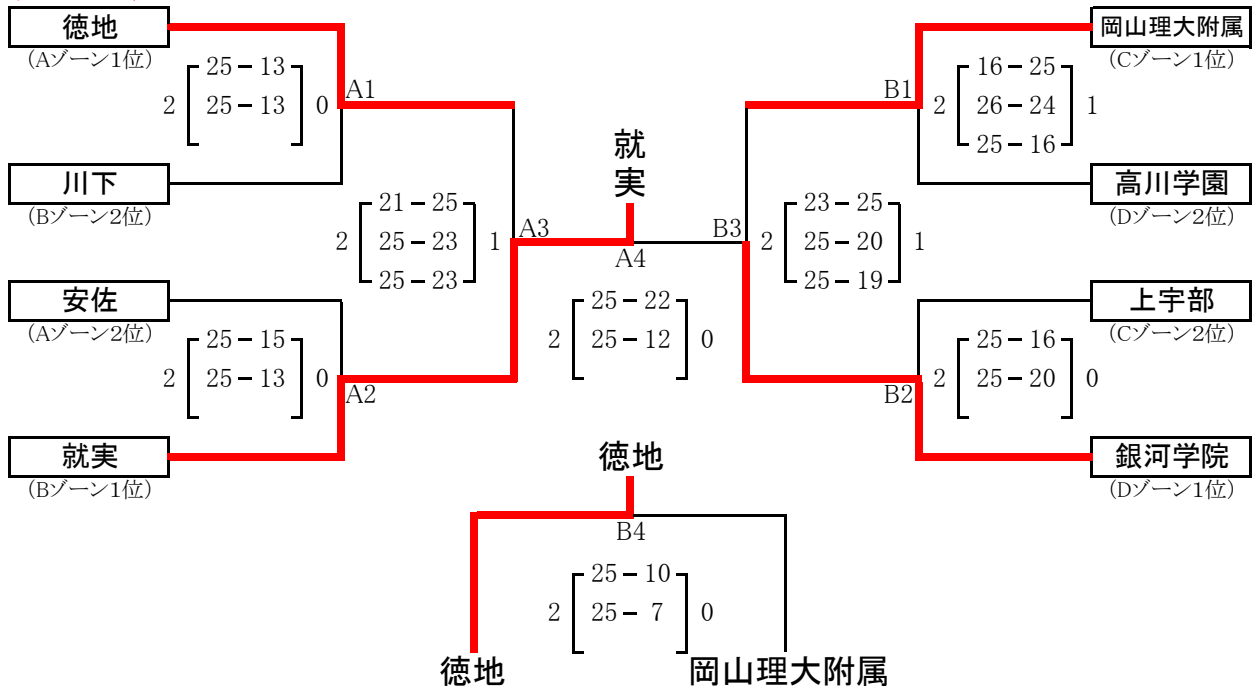 徳地
(Aゾーン1位)
25－13
2 25－13 0
A1
川下
(Bゾーン2位)
21－25
2 25－23 1
25－23
A3
安佐
(Aゾーン2位)
25－15
2 25－13 0
A2
就実
(Bゾーン1位)
就実
A4
25－22
2 25－12 0
岡山理大附属
(Cゾーン1位)
B1
16－25
2 26－24 1
25－16
高川学園
(Dゾーン2位)
B3
23－25
2 25－20 1
25－19
上宇部
(Cゾーン2位)
25－16
2 25－20 0
B2
銀河学院
(Dゾーン1位)
徳地
B4
25－10
2 25－ 7 0
徳地
岡山理大附属